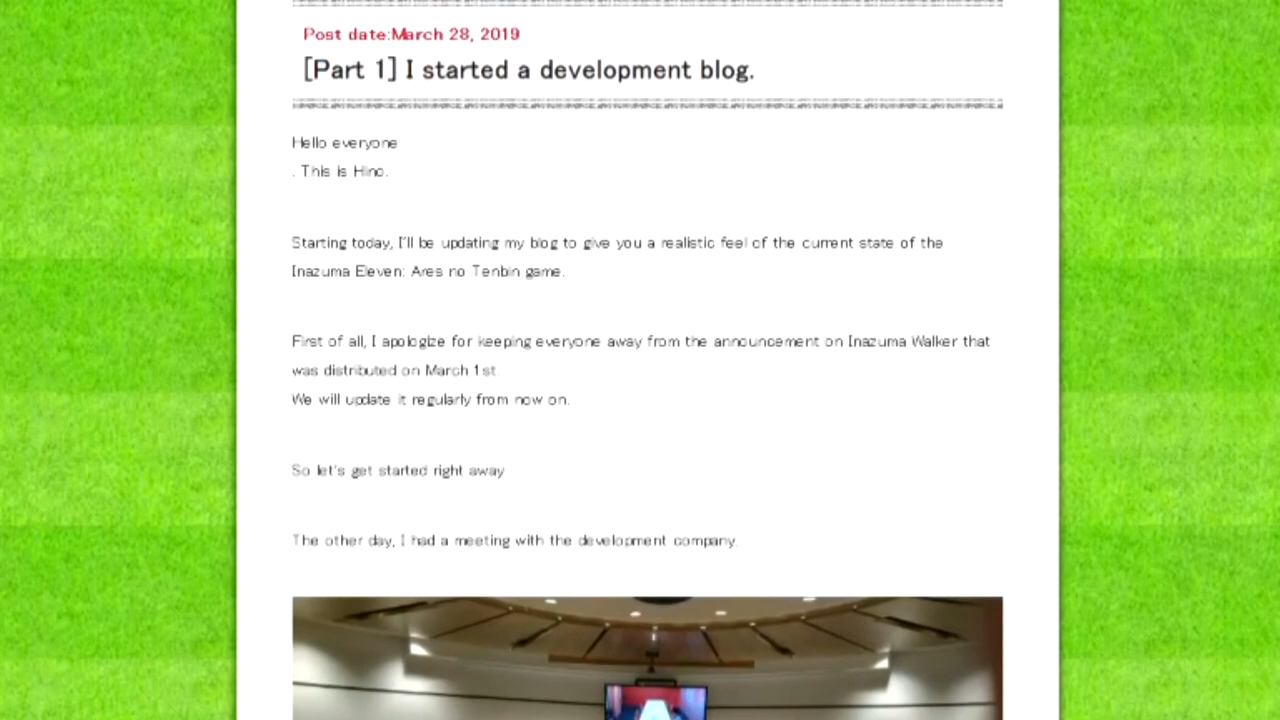 Post date:March 28, 2019
[Part 1] I started a development blog.
Hello everyone
. This is Hino.
Starting today, I'll be updating my blog to give you a realistic feel of the current state of the
Inazuma Eleven: Ares no Tenbin game.
First of all, I apologize for keeping everyone away from the announcement on Inazuma Walker that
was distributed on March 1st
We will update it regularly from now on.
So let's get started right away
The other day, I had a meeting with the development company.